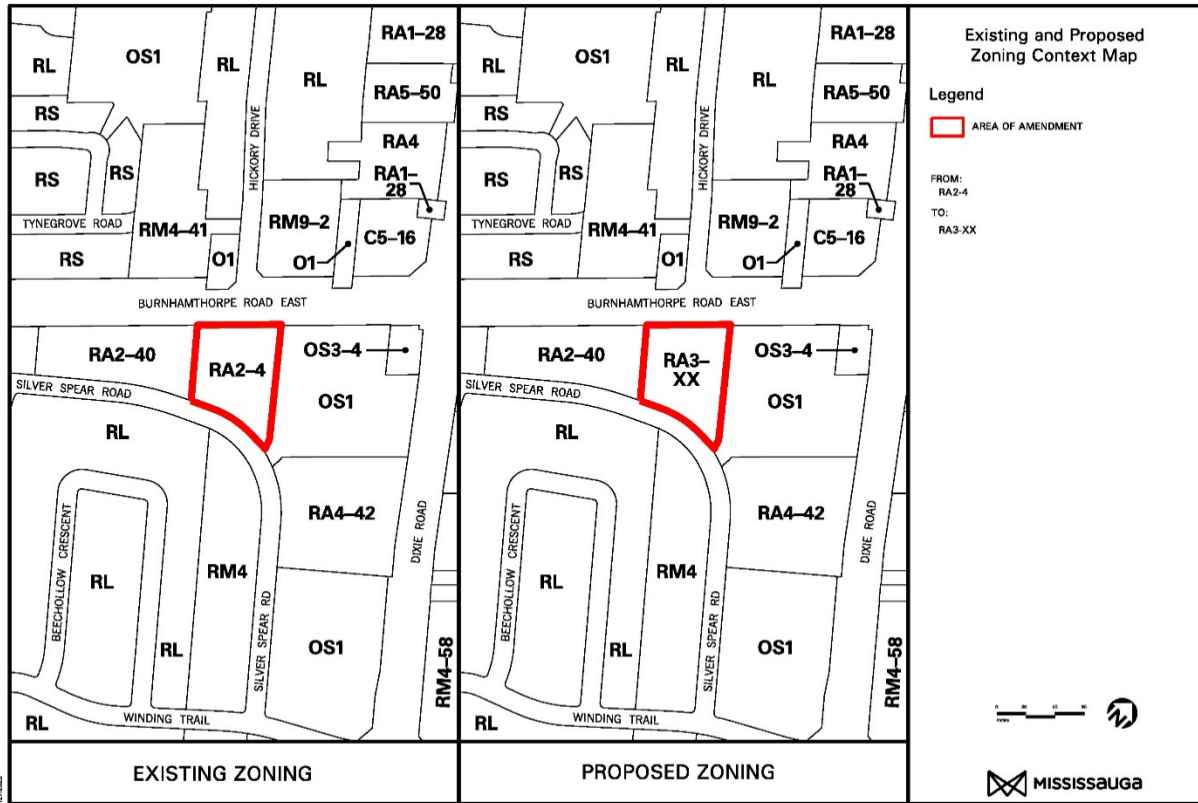 RA1–28
OS1
RL
RL
RL
RA5–50
RS
HICKORY DRIVE
RA4
RS
RS
RA1–
28
TYNEGROVE ROAD
RM4–41
RM9–2
C5–16
RS
O1
O1
BURNHAMTHORPE ROAD EAST
RA2–40
RA2–4
OS3–4
SILVER SPEAR ROAD
OS1
RL
RA4–42
DIXIE ROAD
BEECHOLLOW CRESCENT
RM4
RL
SILVER SPEAR RD
RL
OS1
RM4–58
RL
WINDING TRAIL
EXISTING ZONING
RA1–28
OS1
RL
RL
RL
RA5–50
RS
HICKORY DRIVE
RA4
RS
RS
RA1–
28
TYNEGROVE ROAD
RM4–41
RM9–2
C5–16
RS
O1
O1
BURNHAMTHORPE ROAD EAST
RA2–40
RA3–
XX
OS3–4
SILVER SPEAR ROAD
OS1
RL
RA4–42
DIXIE ROAD
BEECHOLLOW CRESCENT
RM4
RL
SILVER SPEAR RD
RL
OS1
RM4–58
RL
WINDING TRAIL
PROPOSED ZONING
Existing and Proposed
Zoning Context Map
Legend
AREA OF AMENDMENT
FROM:
RA2-4
TO:
RA3-XX
MISSISSAUGA